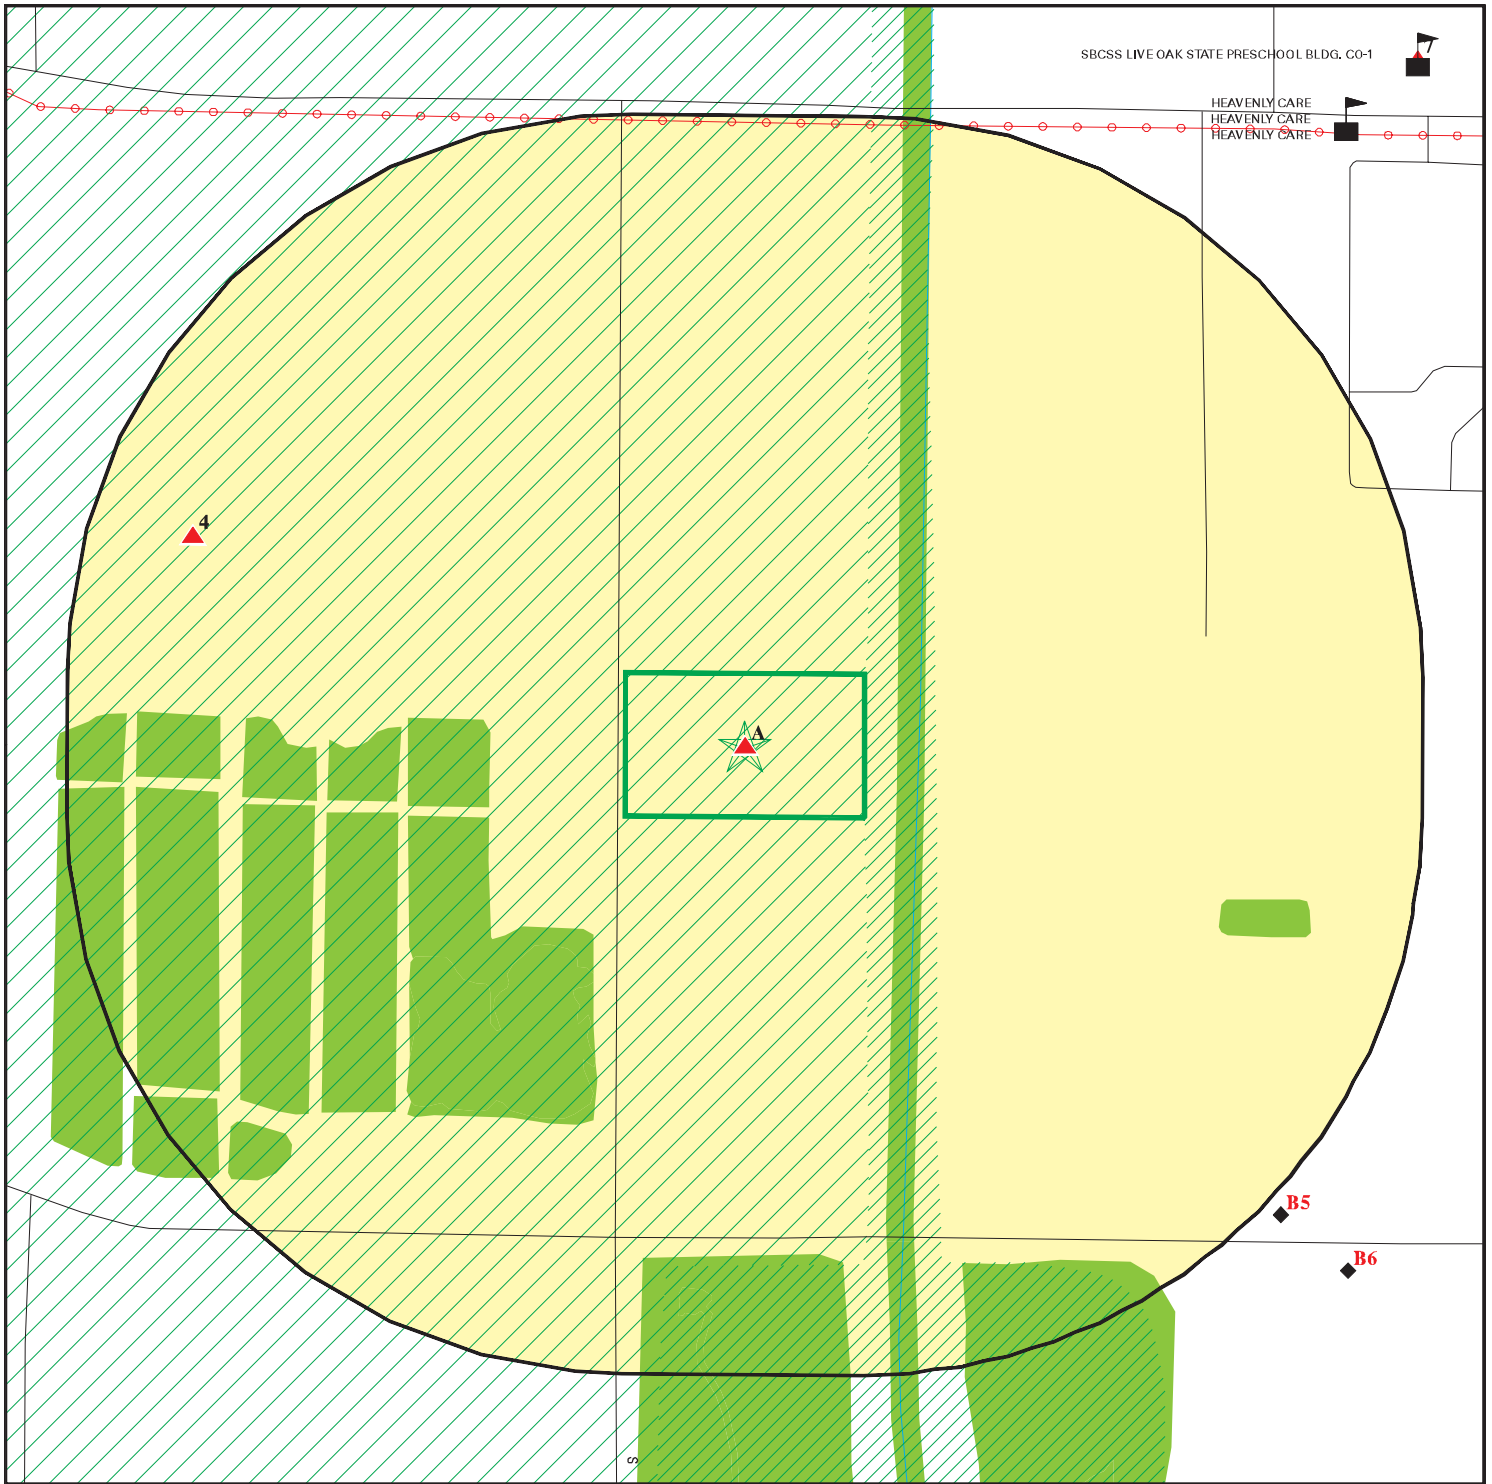 7
SBCSS LIVE OAK STATE PRESCHOOL BLDG. C0-1
HEAVENLY CARE
HEAVENLY CARE
HEAVENLY CARE
4
A
B5
B6
S